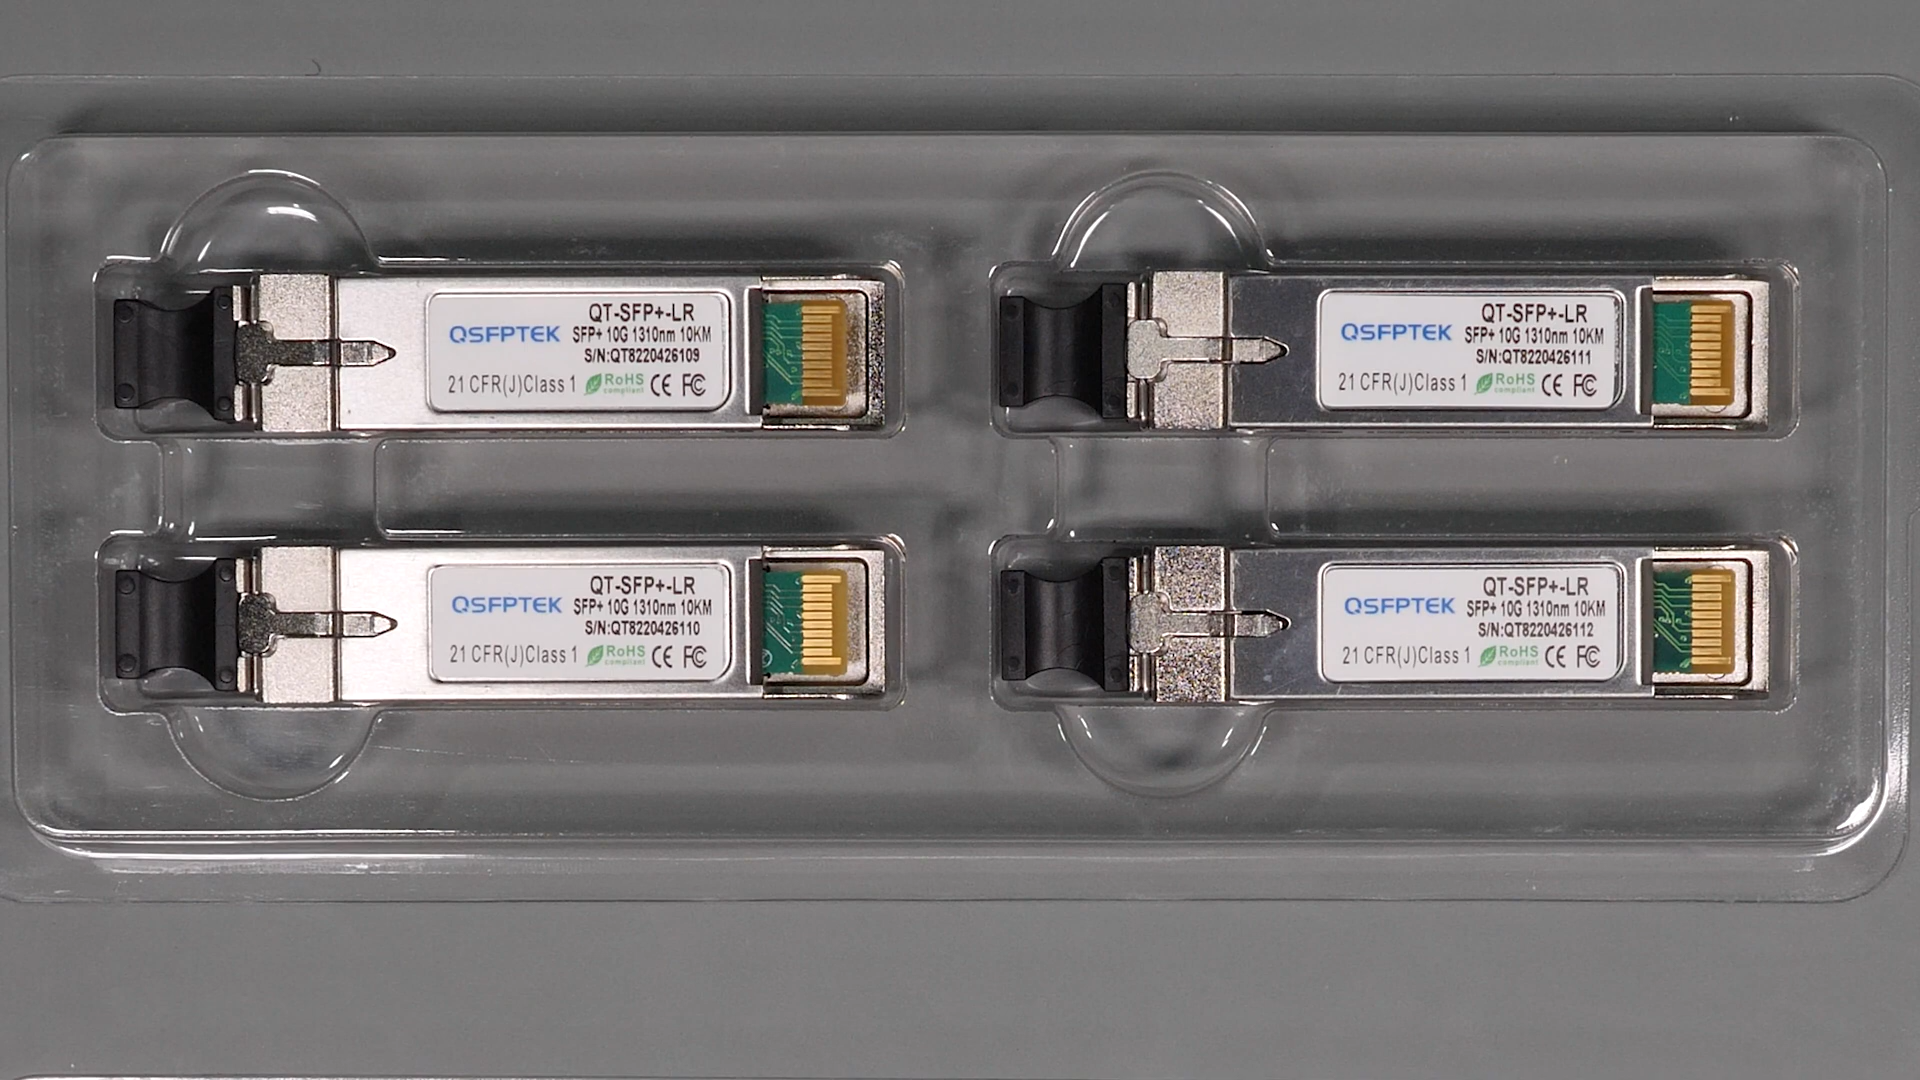 QSFPTEK
QT-SFP+-LR
SFP+ 10G 1310nm 10KM
S/N:QT8220426109
21 CFR(J)Class 1 RoHS compliant CE FC
QSFPTEK
QT-SFP+-LR
SFP+ 10G 1310nm 10KM
S/N:QT8220426111
21 CFR(J)Class 1 RoHS compliant CE FC
QSFPTEK
QT-SFP+-LR
SFP+ 10G 1310nm 10KM
S/N:QT8220426110
21 CFR(J)Class 1 RoHS compliant CE FC
QSFPTEK
QT-SFP+-LR
SFP+ 10G 1310nm 10KM
S/N:QT8220426112
21 CFR(J)Class 1 RoHS compliant CE FC